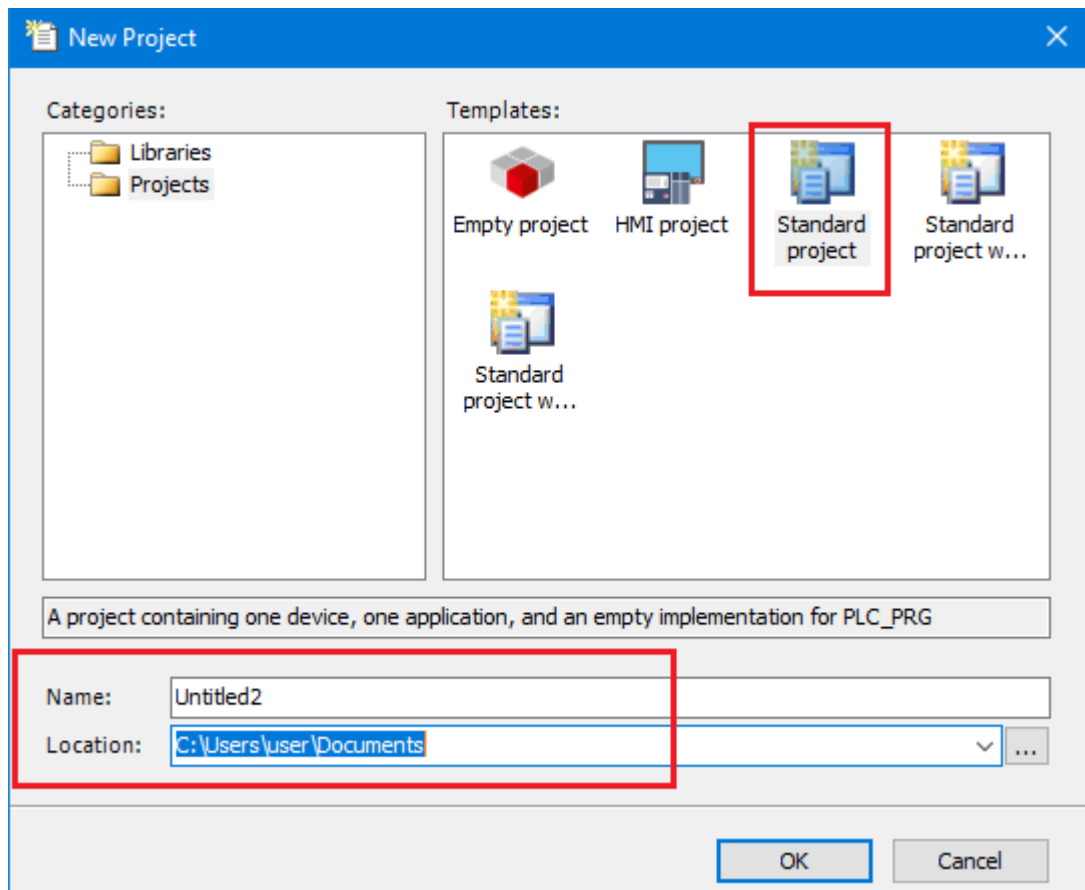 New Project
Categories:
Templates:
Libraries
Projects
Empty project
HMI project
Standard
project
Standard
project w...
Standard
project w...
A project containing one device, one application, and an empty implementation for PLC_PRG
Name:
Untitled2
Location:
C:\Users\user\Documents
...
OK
Cancel